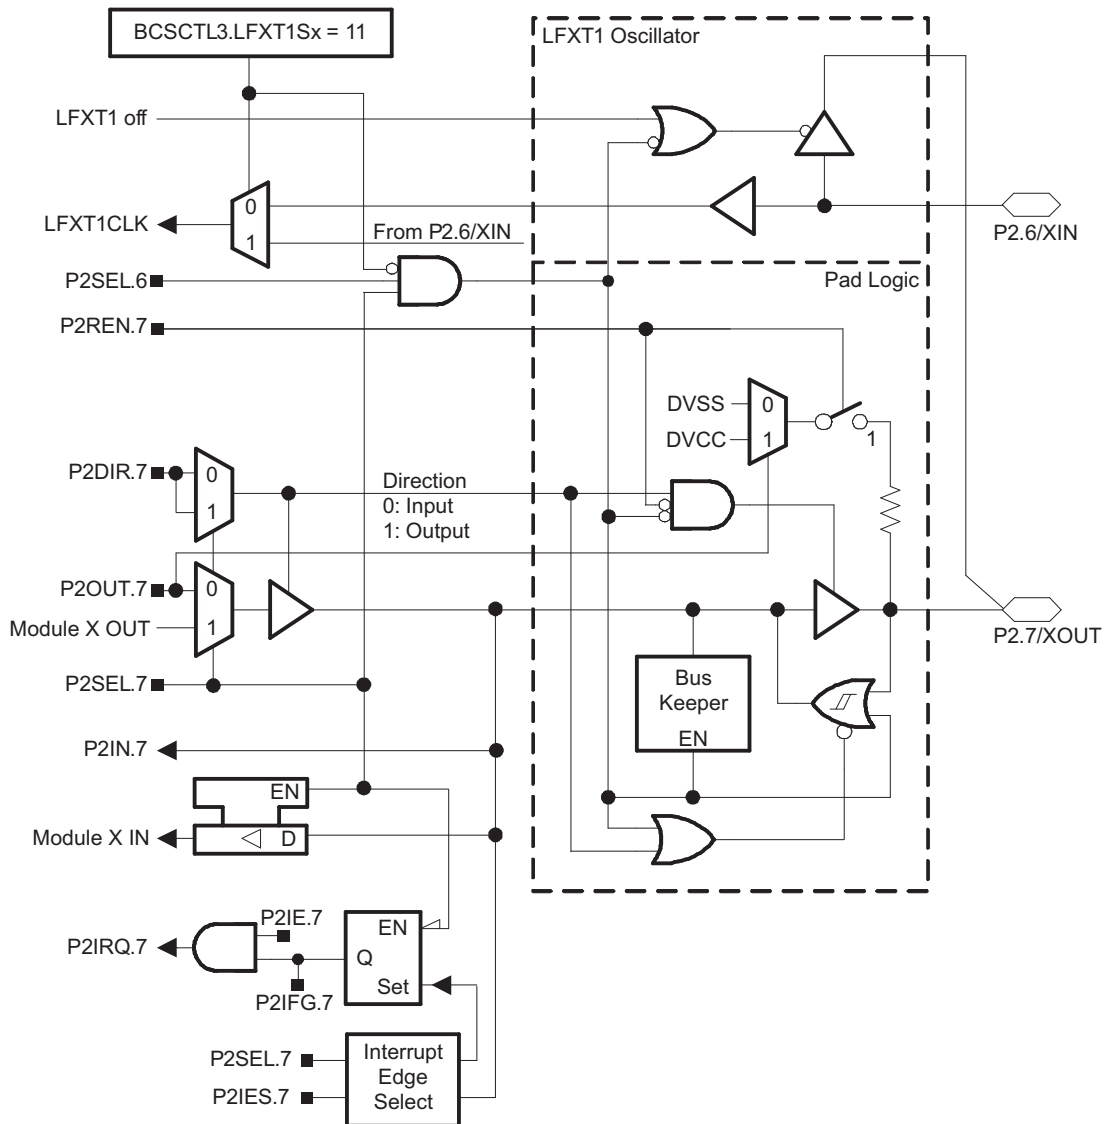 BCSCTL3.LFXT1Sx = 11
LFXT1 Oscillator
LFXT1 off
0
LFXT1CLK
From P2.6/XIN
1
P2.6/XIN
P2SEL.6
Pad Logic
P2REN.7
DVSS
0
DVCC
1
1
P2DIR.7
0
1
Direction
0: Input
1: Output
P2OUT.7
0
Module X OUT
1
P2.7/XOUT
P2SEL.7
Bus
Keeper
EN
P2IN.7
EN
Module X IN
D
P2IE.7
EN
P2IRQ.7
Q
Set
P2IFG.7
P2SEL.7
P2IES.7
Interrupt
Edge
Select